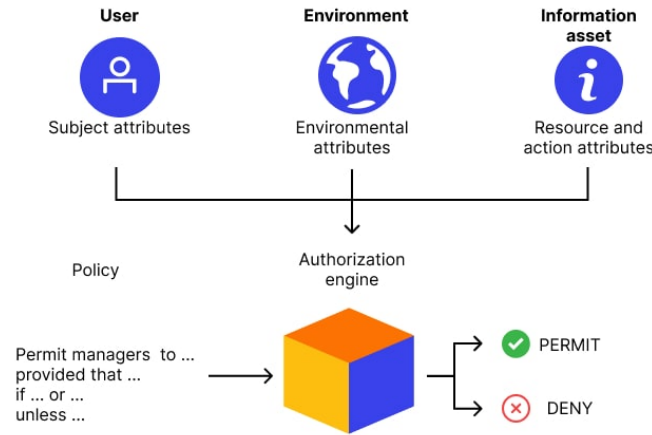 User
Environment
Information
asset
Subject attributes
Environmental
attributes
Resource and
action attributes
Policy
Authorization
engine
Permit managers to ...
provided that ...
if ... or ...
unless ...
PERMIT
DENY